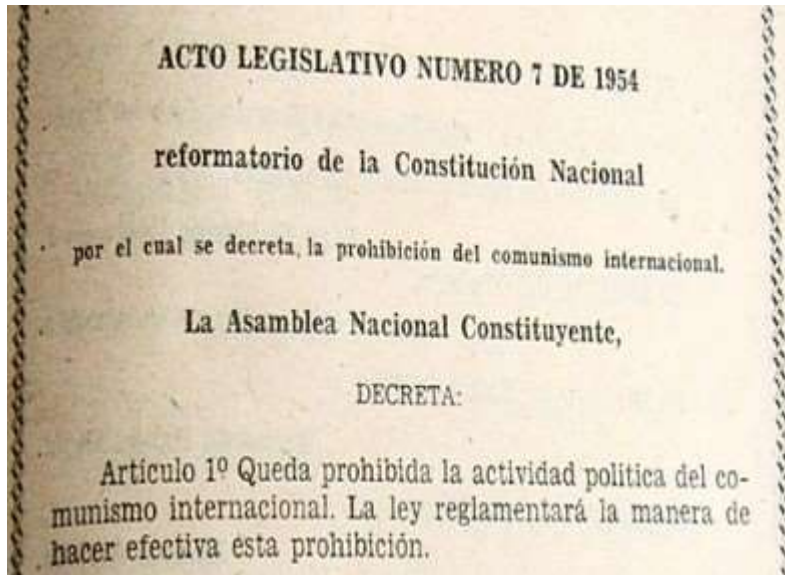 ACTO LEGISLATIVO NUMERO 7 DE 1954
reformatorio de la Constitución Nacional
por el cual se decreta, la prohibición del comunismo internacional.
La Asamblea Nacional Constituyente,
DECRETA:
Articulo 1º Queda prohibida la actividad politica del co-
munismo internacional. La ley reglamentará la manera de
hacer efectiva esta prohibición.